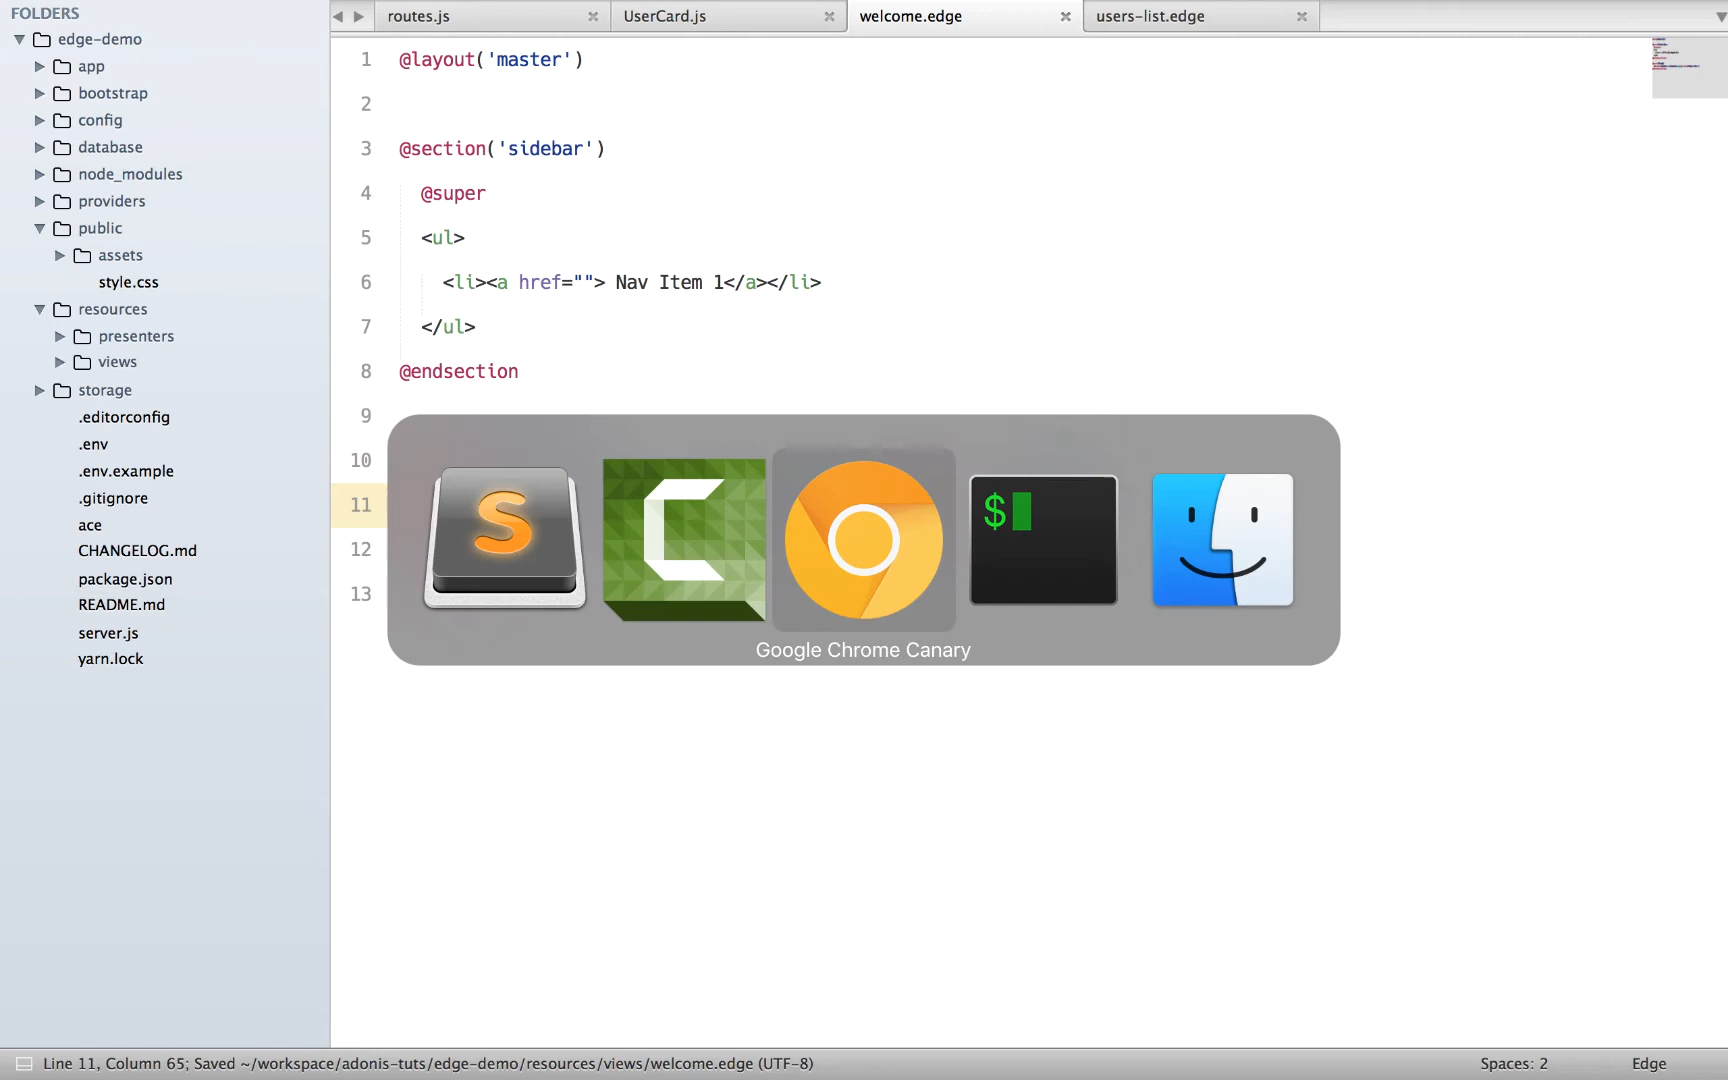 FOLDERS
edge-demo
app
bootstrap
config
database
node_modules
providers
public
assets
style.css
resources
presenters
views
storage
.editorconfig
.env
.env.example
.gitignore
ace
CHANGELOG.md
package.json
README.md
server.js
yarn.lock
routes.js UserCard.js welcome.edge users-list.edge
1 @layout('master')
2
3 @section('sidebar')
4 @super
5 <ul>
6 <li><a href=""> Nav Item 1</a></li>
7 </ul>
8 @endsection
9
10
11
12
13
S $
Google Chrome Canary
Line 11, Column 65; Saved ~/workspace/adonis-tuts/edge-demo/resources/views/welcome.edge (UTF-8) Spaces: 2 Edge